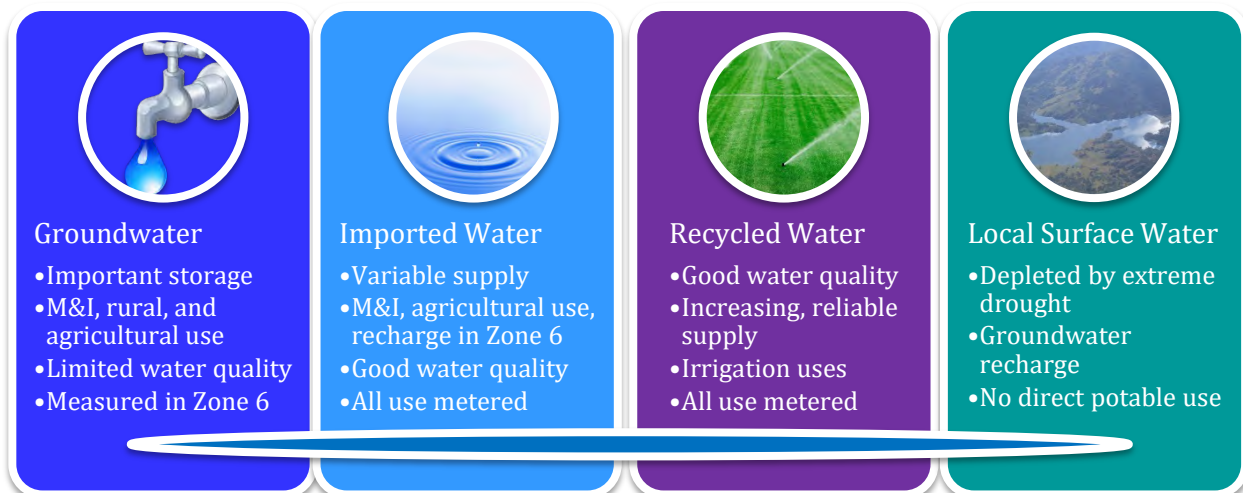 Groundwater
•Important storage
•M&I, rural, and
agricultural use
•Limited water quality
•Measured in Zone 6
Imported Water
•Variable supply
•M&I, agricultural use,
recharge in Zone 6
•Good water quality
•All use metered
Recycled Water
•Good water quality
•Increasing, reliable
supply
•Irrigation uses
•All use metered
Local Surface Water
•Depleted by extreme
drought
•Groundwater
recharge
•No direct potable use